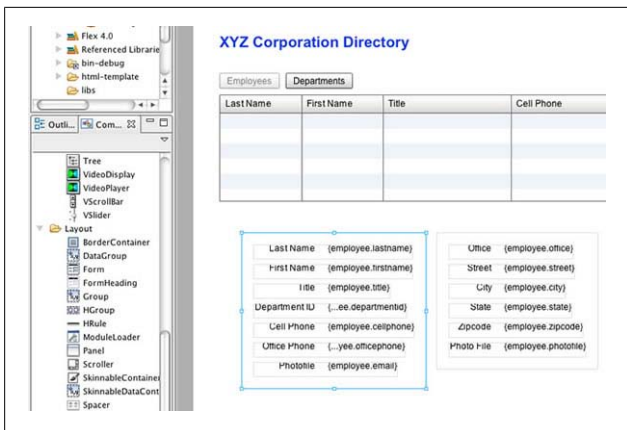 Flex 4.0
Referenced Librarie
bin-debug
html-template
libs
Outli...
Com...
Tree
VideoDisplay
VideoPlayer
VScrollBar
VSlider
Layout
BorderContainer
DataGroup
Form
FormHeading
Group
HGroup
HRule
ModuleLoader
Panel
Scroller
SkinnableContainer
SkinnableDataCont
Spacer
XYZ Corporation Directory
Employees Departments
Last Name First Name Title Cell Phone
Last Name {employee.lastname}
First Name {employee.firstname}
Title {employee.title}
Department ID {...ee.departmentid}
Cell Phone {employee.cellphone}
Office Phone {...yee.officephone}
Photofile {employee.email}
Office {employee.office}
Street {employee.street}
City {employee.city}
State {employee.state}
Zipcode {employee.zipcode}
Photo File {employee.photofile}